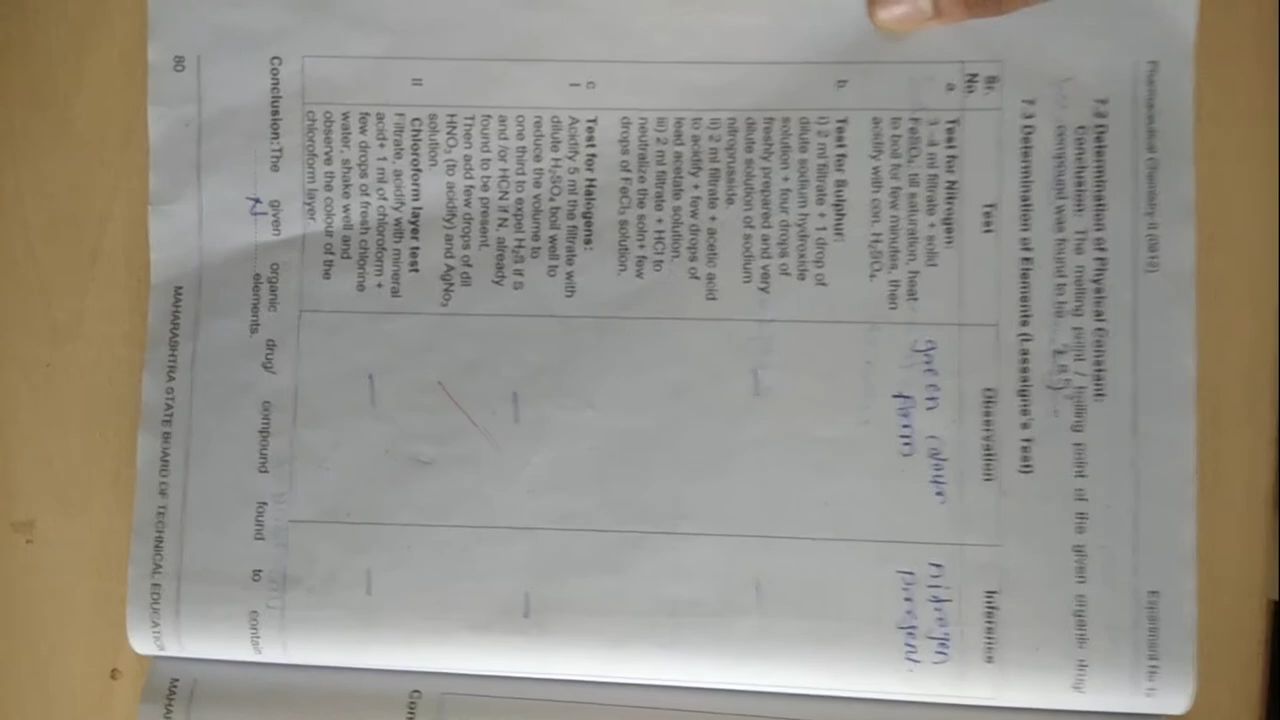 Pharmaceutical Chemistry II (0812)
Experiment No
7.2 Determination of Physical Constant:
Conclusion: The melting point / boiling point of the given organic drug/
compound was found to be
7.3 Determination of Elements (Lassaigne's Test)
Sr. No. Test Observation Inference
a Test for Nitrogen:
3-4 ml filtrate + solid
FeSO₄, till saturation, heat
to boil for few minutes, then
acidify with con. H₂SO₄.
green colour
form
nitrogen
present.
b. Test for Sulphur:
i) 2 ml filtrate + 1 drop of
dilute sodium hydroxide
solution + four drops of
freshly prepared and very
dilute solution of sodium
nitroprusside.
ii) 2 ml filtrate + acetic acid
to acidify + few drops of
lead acetate solution.
iii) 2 ml filtrate + HCl to
neutralize the soln+ few
drops of FeCl₃ solution.
c Test for Halogens:
I Acidify 5 ml the filtrate with
dilute H₂SO₄ boil well to
reduce the volume to
one third to expel H₂S if S
and /or HCN if N, already
found to be present.
Then add few drops of dil
HNO₃ (to acidify) and AgNo₃
solution.
II Chloroform layer test
Filtrate, acidify with mineral
acid+ 1 ml of chloroform +
few drops of fresh chlorine
water, shake well and
observe the colour of the
chloroform layer
Conclusion:The given organic drug/ compound found to contain
N elements.
80 MAHARASHTRA STATE BOARD OF TECHNICAL EDUCATION
Con
MAHA